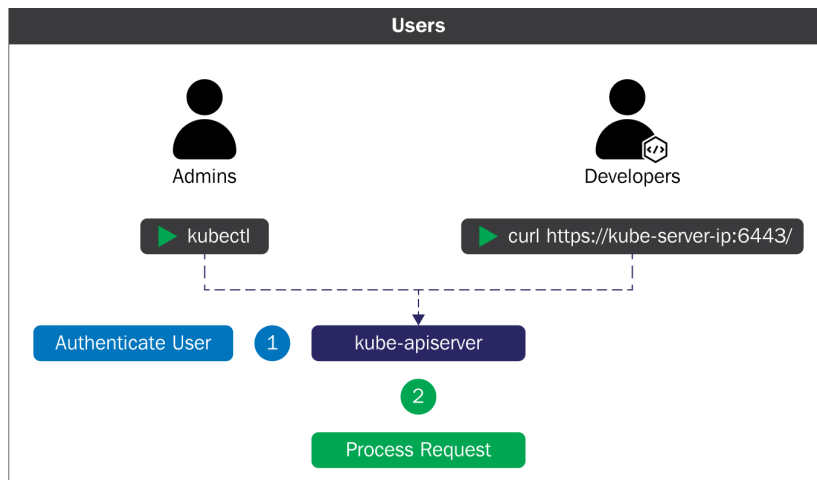 Users
Admins
Developers
kubectl
curl https://kube-server-ip:6443/
Authenticate User
1
kube-apiserver
2
Process Request